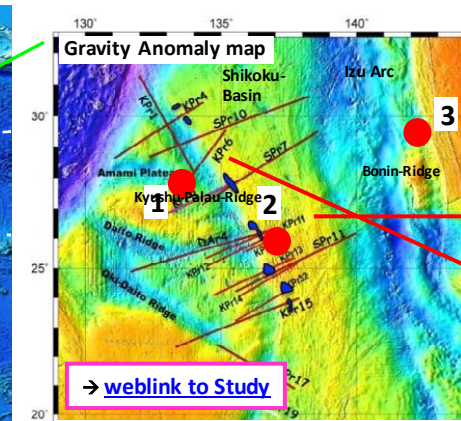 130° 135° 140°
Gravity Anomaly map
Izu Arc
Shikoku-
Basin
KPr4
KPr1
SPr10
30°
3
KPr6
SPr7
Amami Plateau
Bonin-Ridge
1
Kyushu-Palau-Ridge
2
KPr11
Daito Ridge
DAr4
SPr11
KPr12
KPr13
25°
Oki Daito Ridge
KPr14
KPr15
→ weblink to Study
20°